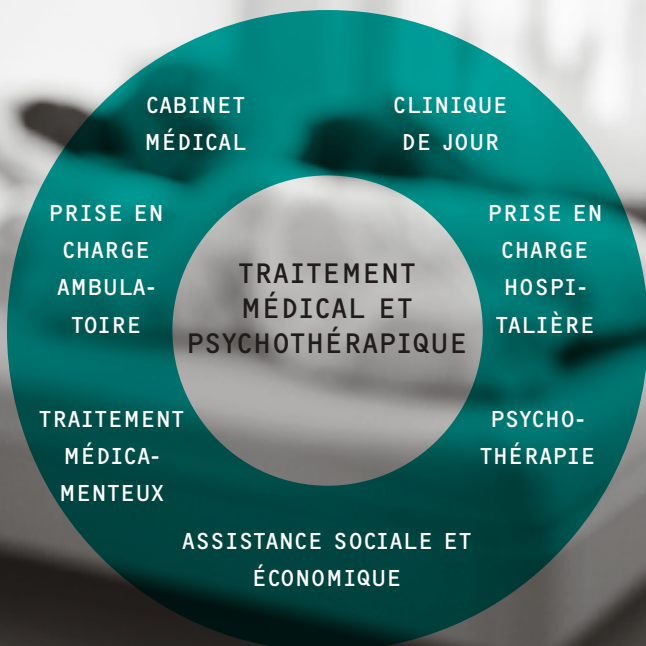 CABINET
MÉDICAL
CLINIQUE
DE JOUR
PRISE EN
CHARGE
AMBULA-
TOIRE
PRISE EN
CHARGE
HOSPI-
TALIÈRE
TRAITEMENT
MÉDICAL ET
PSYCHOTHÉRAPIQUE
TRAITEMENT
MÉDICA-
MENTEUX
PSYCHO-
THÉRAPIE
ASSISTANCE SOCIALE ET
ÉCONOMIQUE